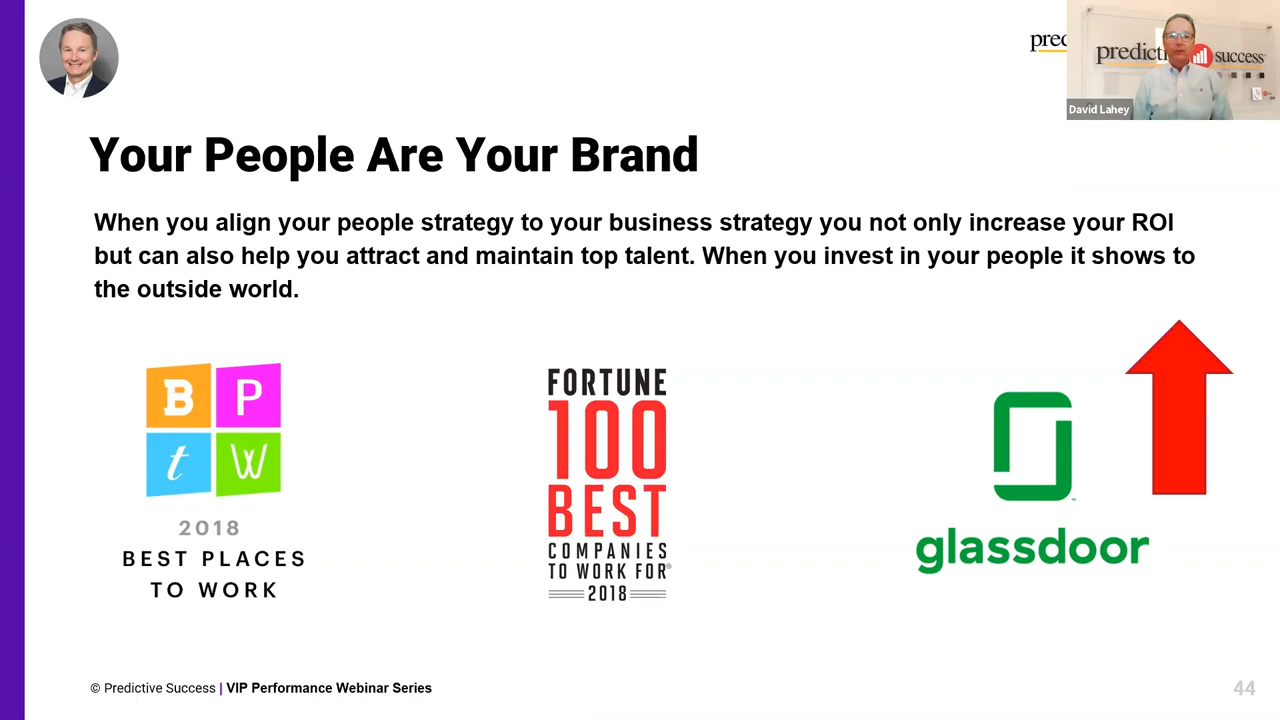 prec
predicti success
David Lahey
Your People Are Your Brand
When you align your people strategy to your business strategy you not only increase your ROI
but can also help you attract and maintain top talent. When you invest in your people it shows to
the outside world.
B P
t W
2018
BEST PLACES
TO WORK
FORTUNE
100
BEST
COMPANIES
TO WORK FOR®
2018
glassdoor
© Predictive Success | VIP Performance Webinar Series
44